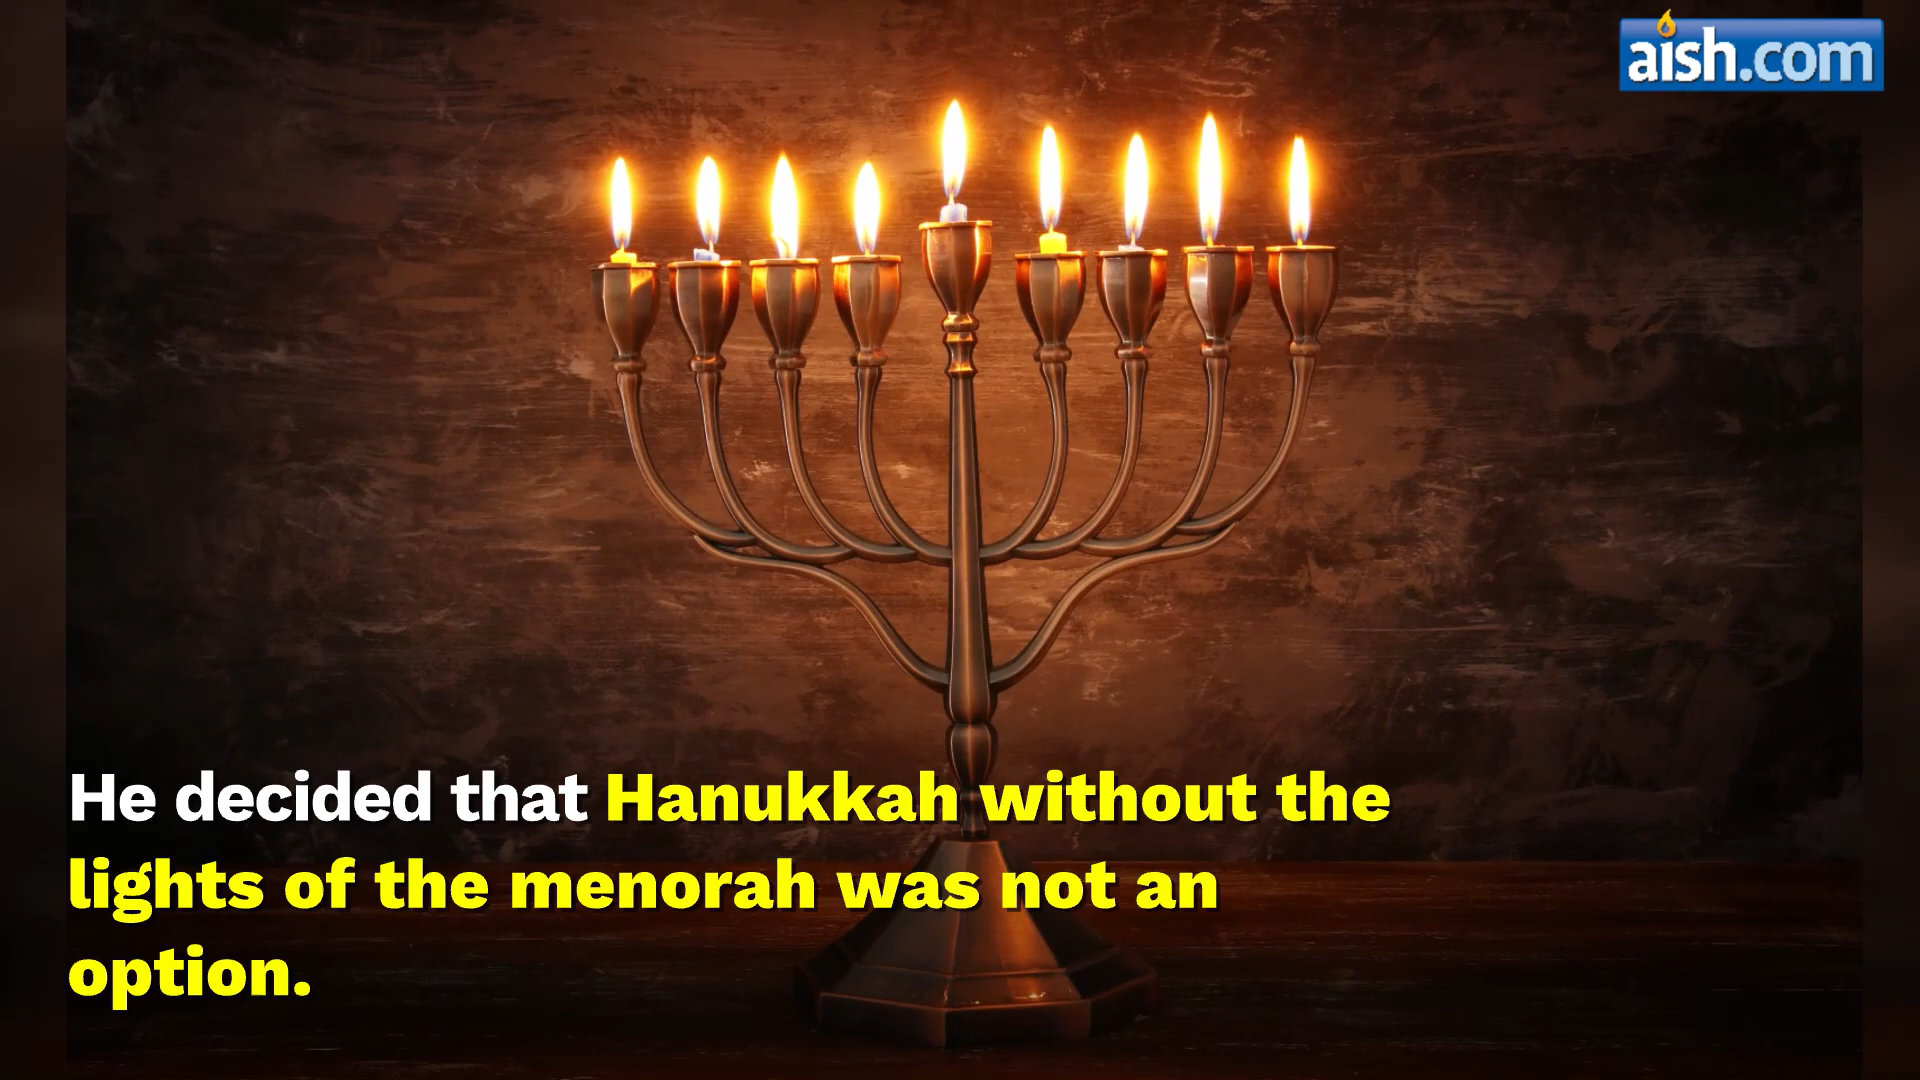 aish.com
He decided that Hanukkah without the
lights of the menorah was not an
option.